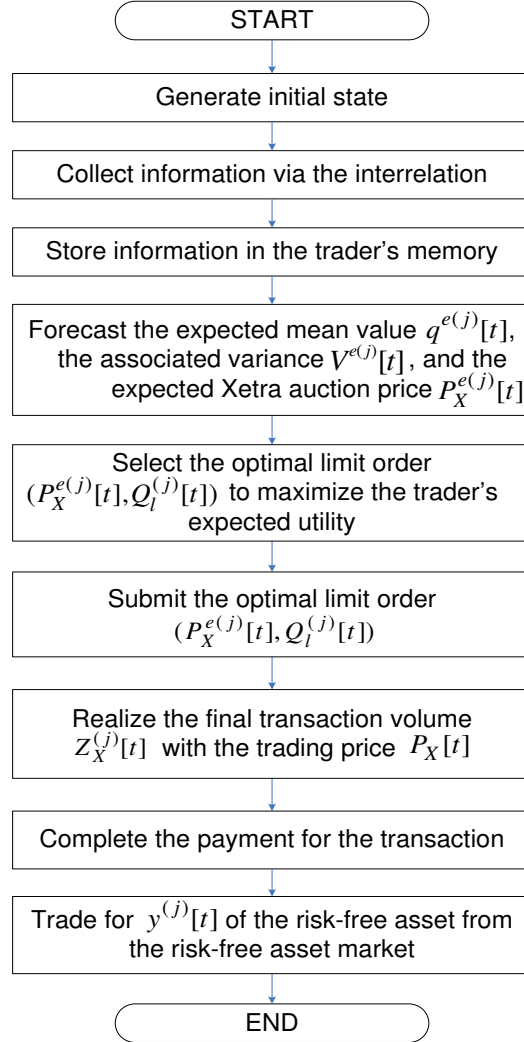 START
Generate initial state
Collect information via the interrelation
Store information in the trader's memory
Forecast the expected mean value $q^{e(j)}[t]$,
the associated variance $V^{e(j)}[t]$, and the
expected Xetra auction price $P_X^{e(j)}[t]$
Select the optimal limit order
$(P_X^{e(j)}[t],Q_l^{(j)}[t])$ to maximize the trader's
expected utility
Submit the optimal limit order
$(P_X^{e(j)}[t],Q_l^{(j)}[t])$
Realize the final transaction volume
$Z_X^{(j)}[t]$ with the trading price $P_X[t]$
Complete the payment for the transaction
Trade for $y^{(j)}[t]$ of the risk-free asset from
the risk-free asset market
END